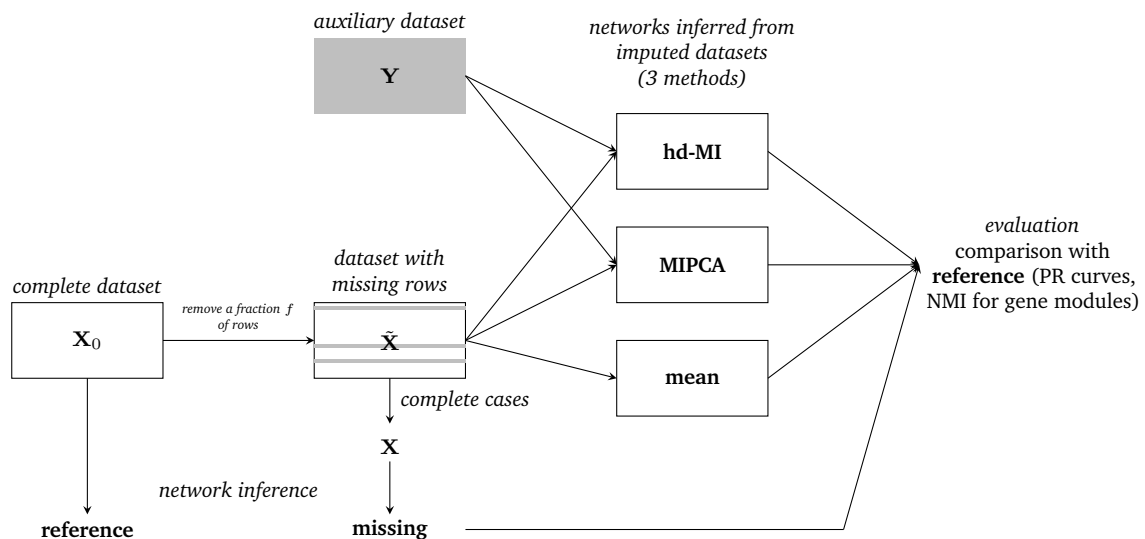 auxiliary dataset
Y
networks inferred from
imputed datasets
(3 methods)
hd-MI
MIPCA
mean
evaluation
comparison with
reference (PR curves,
NMI for gene modules)
complete dataset
X₀
remove a fraction f
of rows
dataset with
missing rows
X̃
complete cases
X
network inference
reference
missing